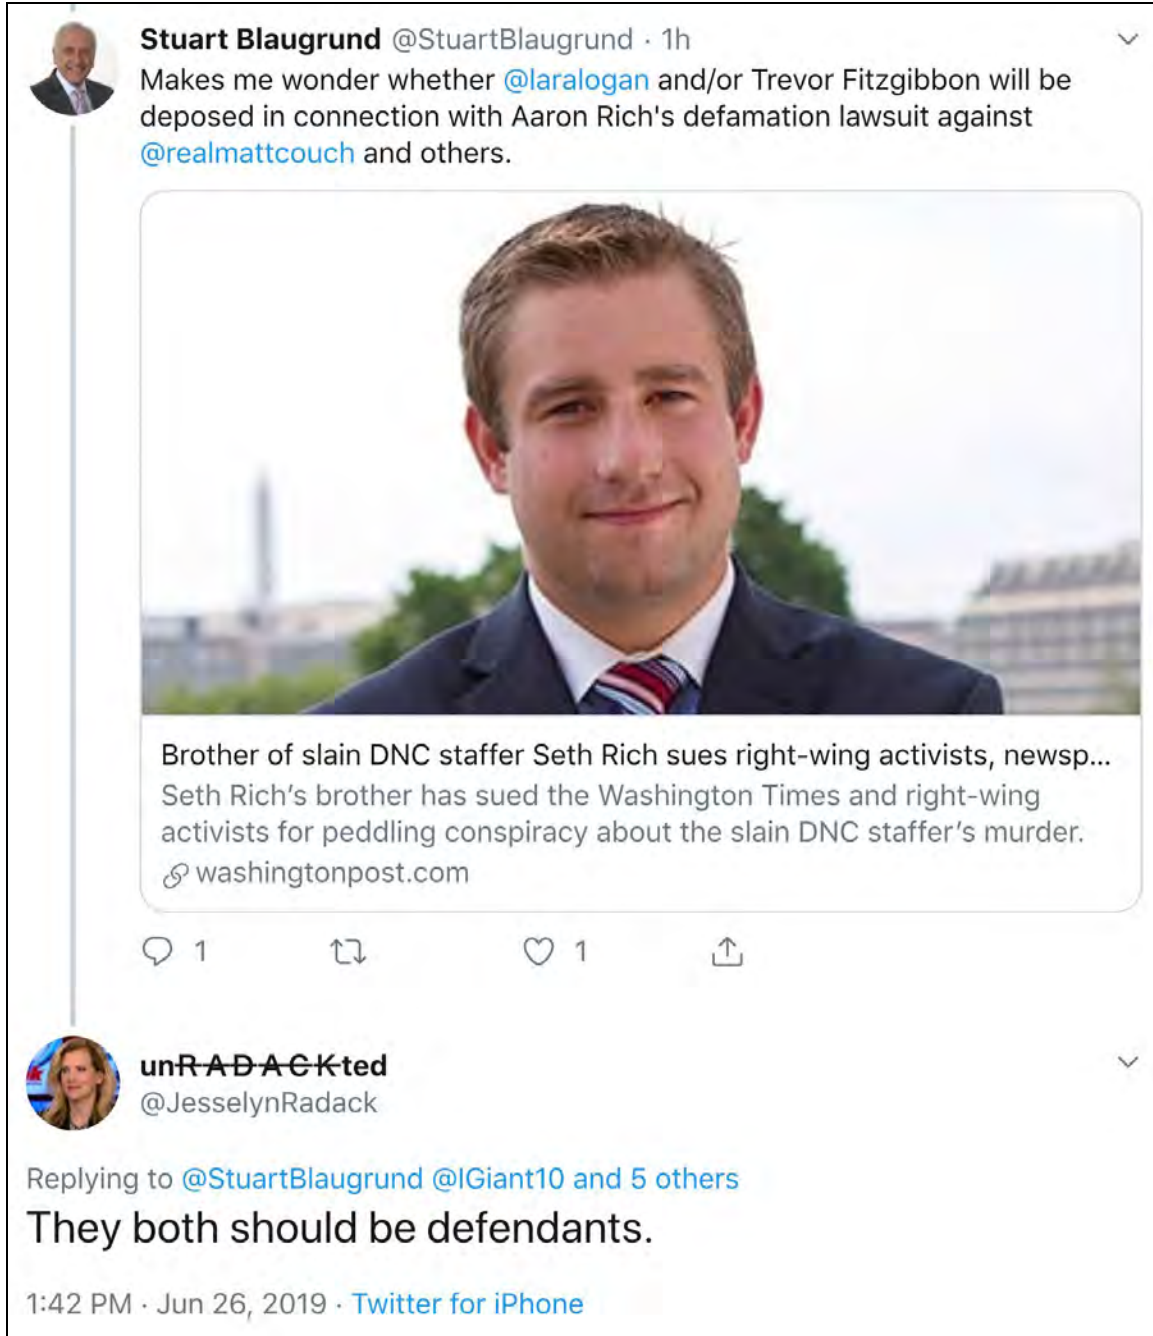 Stuart Blaugrund @StuartBlaugrund · 1h
Makes me wonder whether @laralogan and/or Trevor Fitzgibbon will be
deposed in connection with Aaron Rich's defamation lawsuit against
@realmattcouch and others.
Brother of slain DNC staffer Seth Rich sues right-wing activists, newsp...
Seth Rich’s brother has sued the Washington Times and right-wing
activists for peddling conspiracy about the slain DNC staffer’s murder.
washingtonpost.com
1 1
unRADACKted
@JesselynRadack
Replying to @StuartBlaugrund @IGiant10 and 5 others
They both should be defendants.
1:42 PM · Jun 26, 2019 · Twitter for iPhone